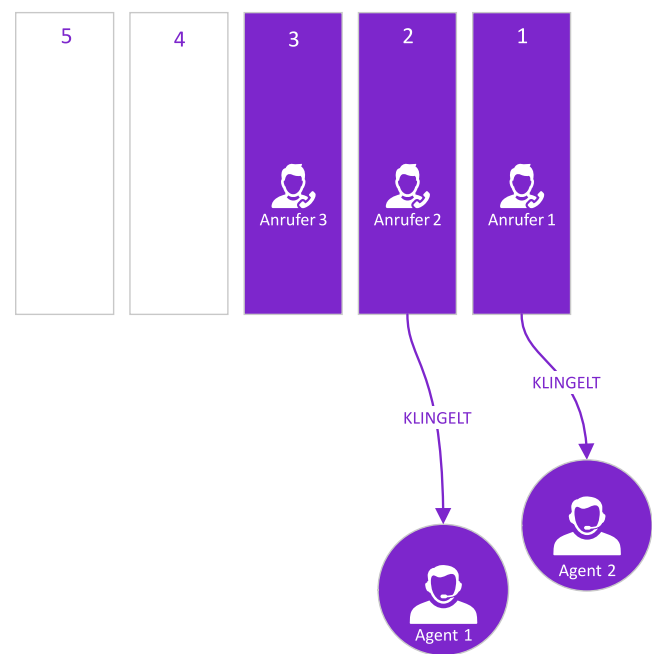 5
4
3
2
1
Anrufer 3
Anrufer 2
Anrufer 1
KLINGELT
KLINGELT
Agent 2
Agent 1